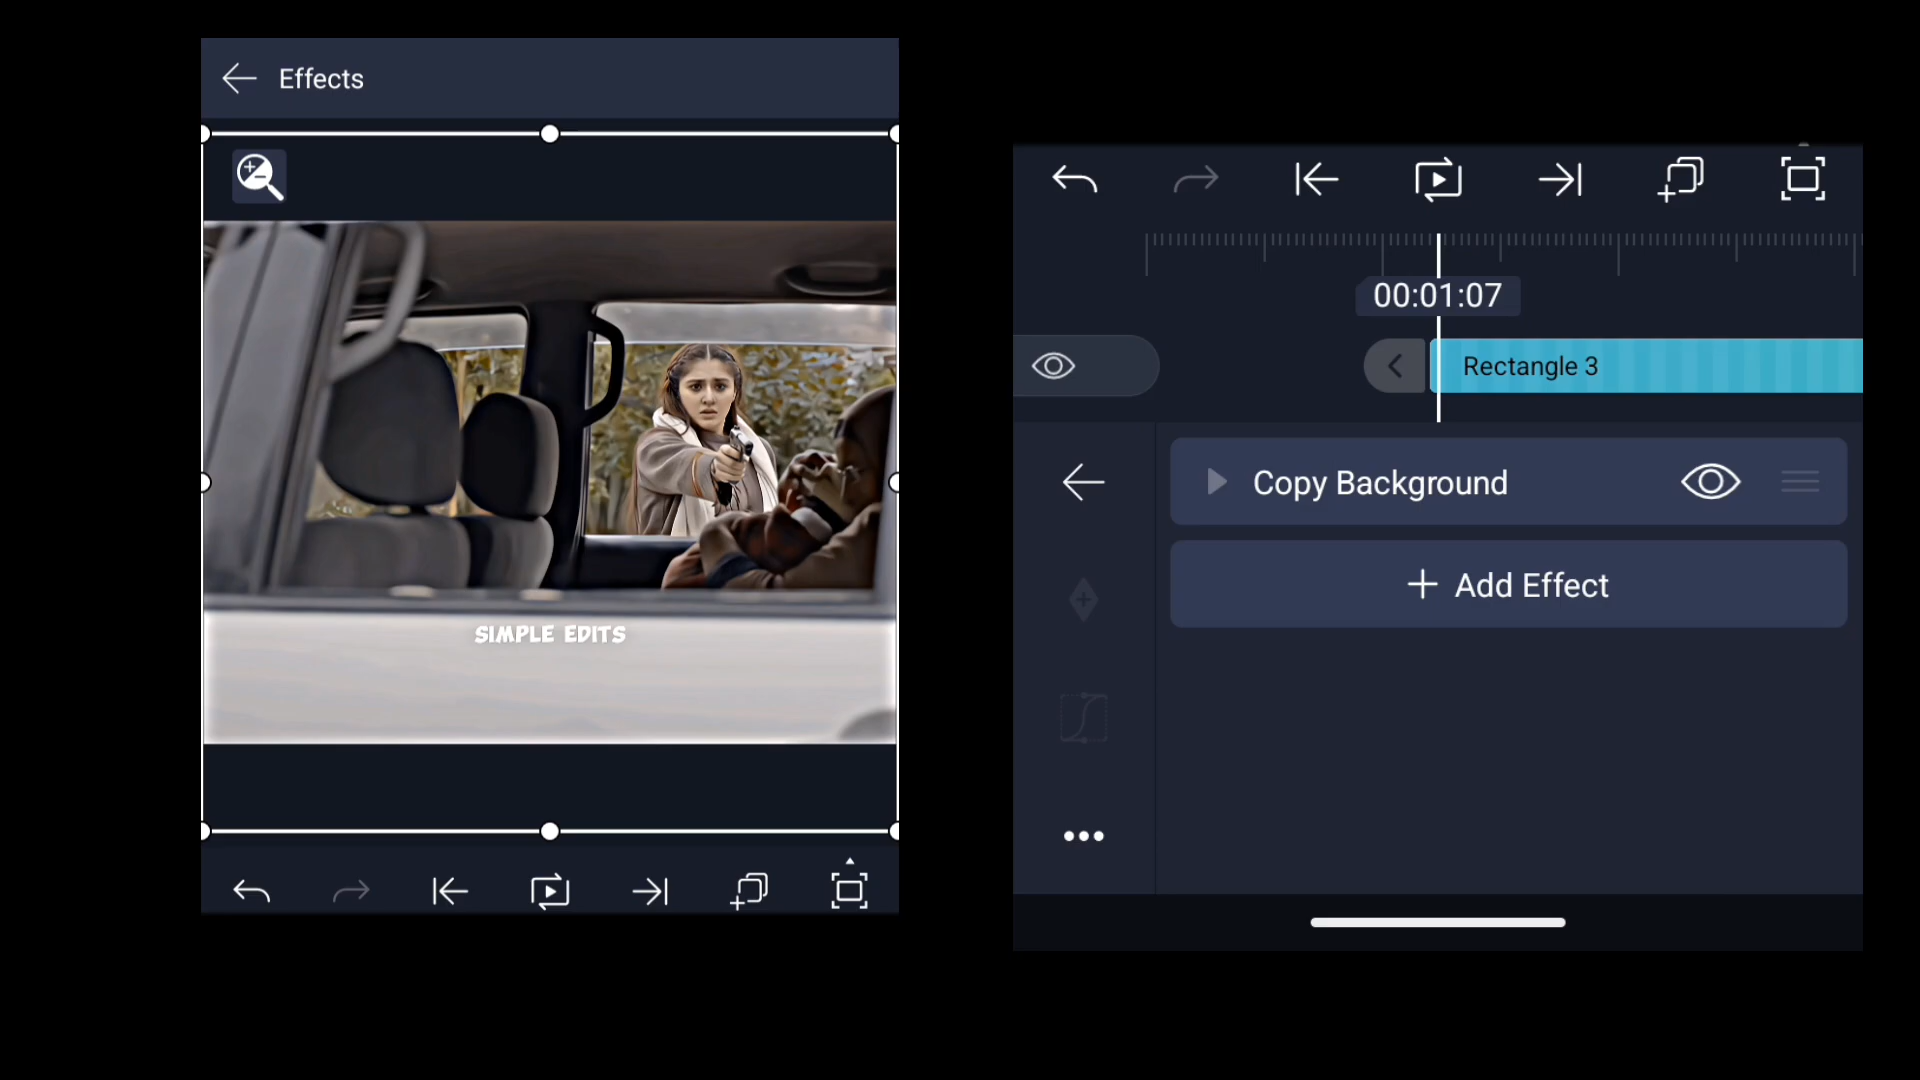 Effects
SIMPLE EDITS
00:01:07
Rectangle 3
Copy Background
+ Add Effect